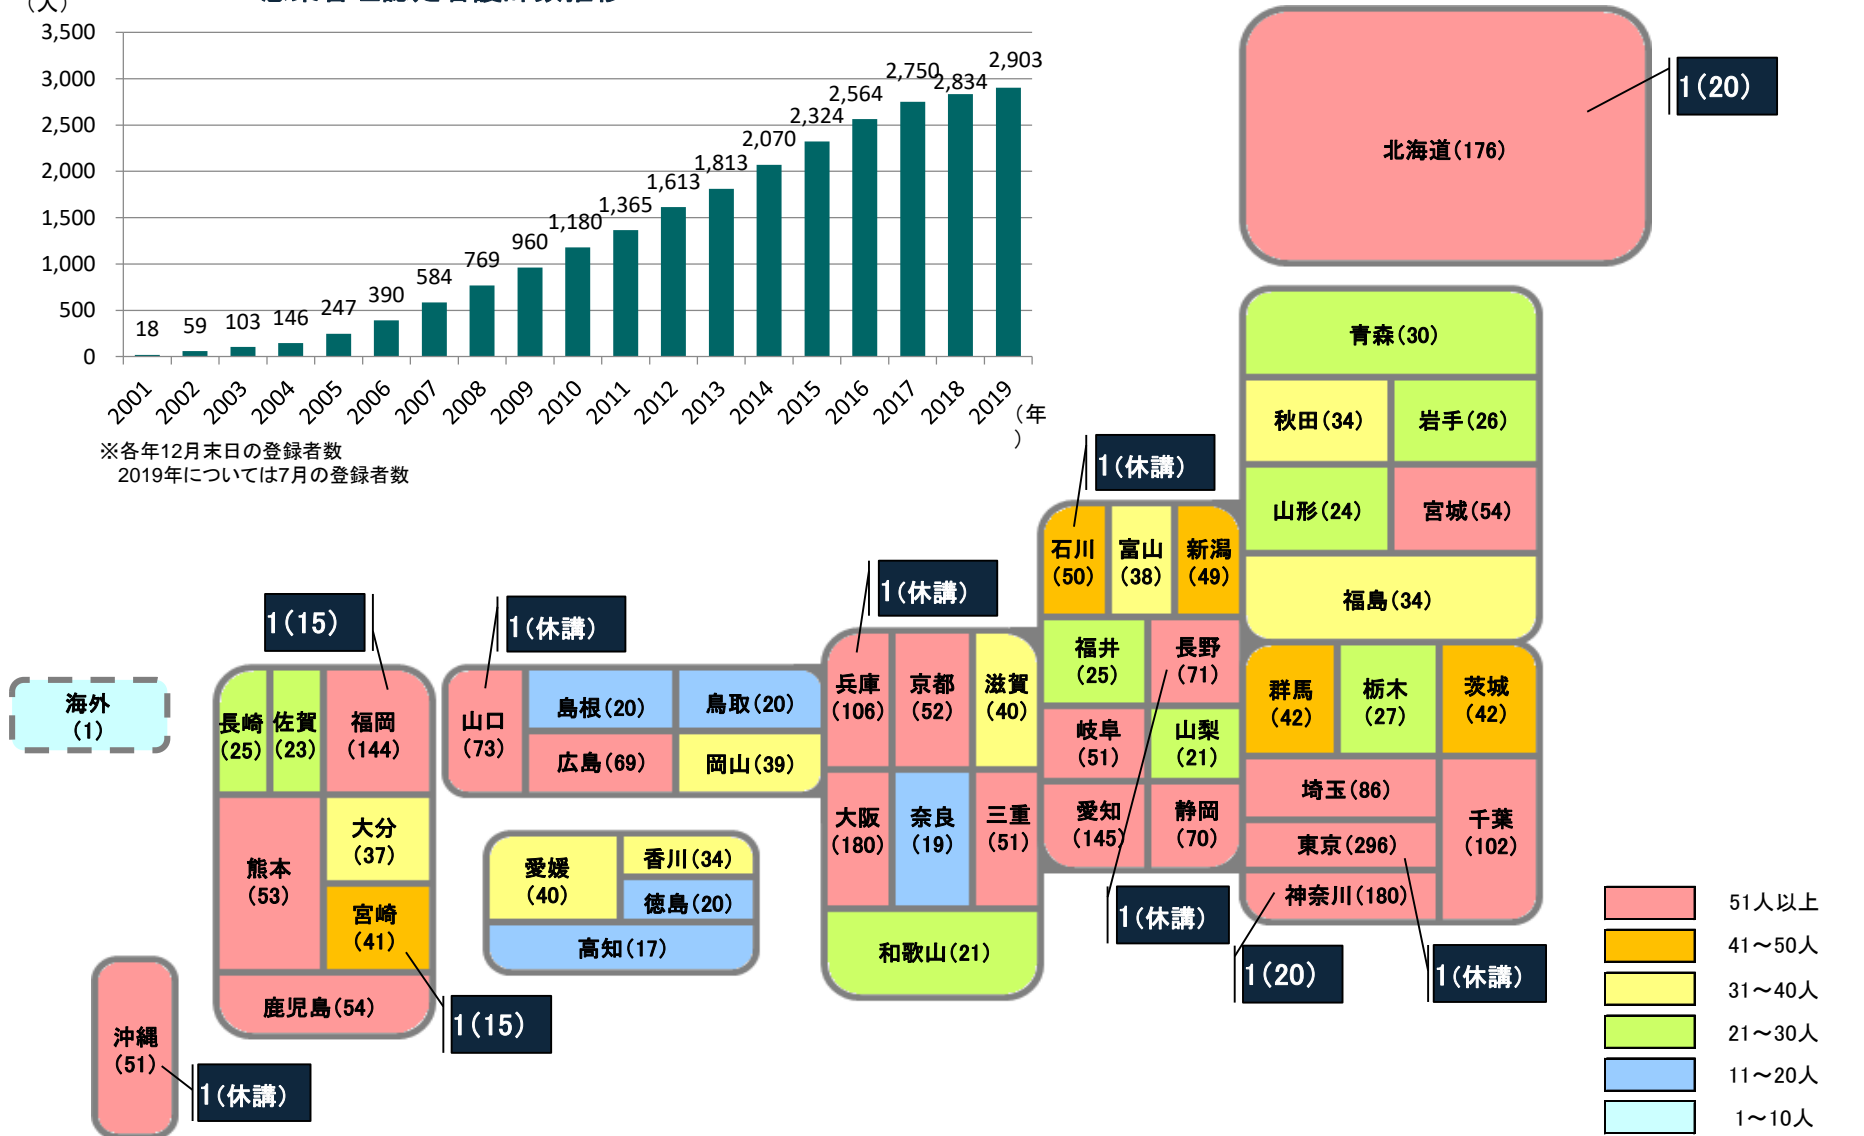 (人)
3,500
3,000
2,500
2,000
1,500
1,000
500
0
18
59
103
146
247
390
584
769
960
1,180
1,365
1,613
1,813
2,070
2,324
2,564
2,750
2,834
2,903
2001
2002
2003
2004
2005
2006
2007
2008
2009
2010
2011
2012
2013
2014
2015
2016
2017
2018
2019
(年
)
※各年12月末日の登録者数
2019年については7月の登録者数
北海道(176)
1(20)
青森(30)
秋田(34)
岩手(26)
山形(24)
宮城(54)
福島(34)
1(休講)
石川
(50)
富山
(38)
新潟
(49)
福井
(25)
長野
(71)
岐阜
(51)
山梨
(21)
愛知
(145)
静岡
(70)
1(休講)
群馬
(42)
栃木
(27)
茨城
(42)
埼玉(86)
千葉
(102)
東京(296)
神奈川(180)
1(20)
1(休講)
1(休講)
兵庫
(106)
京都
(52)
滋賀
(40)
大阪
(180)
奈良
(19)
三重
(51)
和歌山(21)
1(休講)
山口
(73)
島根(20)
鳥取(20)
広島(69)
岡山(39)
愛媛
(40)
香川(34)
徳島(20)
高知(17)
1(15)
長崎
(25)
佐賀
(23)
福岡
(144)
熊本
(53)
大分
(37)
宮崎
(41)
鹿児島(54)
1(15)
海外
(1)
沖縄
(51)
1(休講)
51人以上
41~50人
31~40人
21~30人
11~20人
1~10人